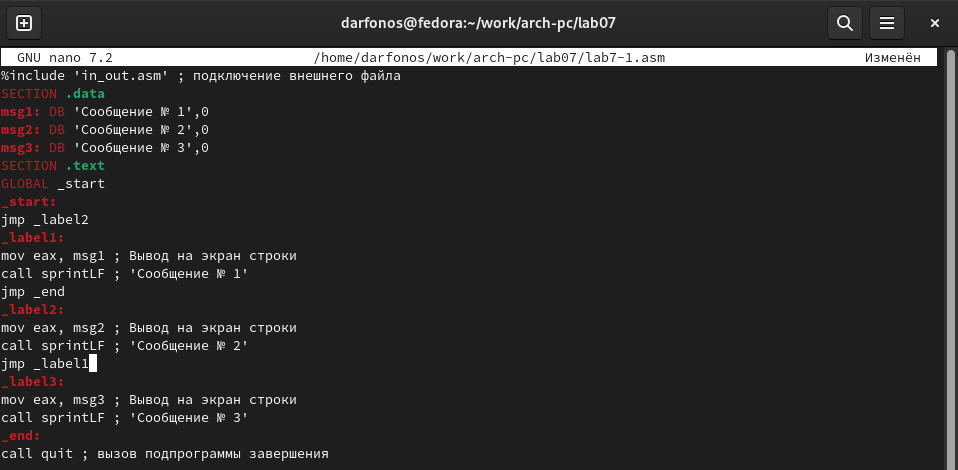 darfonos@fedora:~/work/arch-pc/lab07
GNU nano 7.2 /home/darfonos/work/arch-pc/lab07/lab7-1.asm Изменён
%include 'in_out.asm' ; подключение внешнего файла
SECTION .data
msg1: DB 'Сообщение № 1',0
msg2: DB 'Сообщение № 2',0
msg3: DB 'Сообщение № 3',0
SECTION .text
GLOBAL _start
_start:
jmp _label2
_label1:
mov eax, msg1 ; Вывод на экран строки
call sprintLF ; 'Сообщение № 1'
jmp _end
_label2:
mov eax, msg2 ; Вывод на экран строки
call sprintLF ; 'Сообщение № 2'
jmp _label1
_label3:
mov eax, msg3 ; Вывод на экран строки
call sprintLF ; 'Сообщение № 3'
_end:
call quit ; вызов подпрограммы завершения